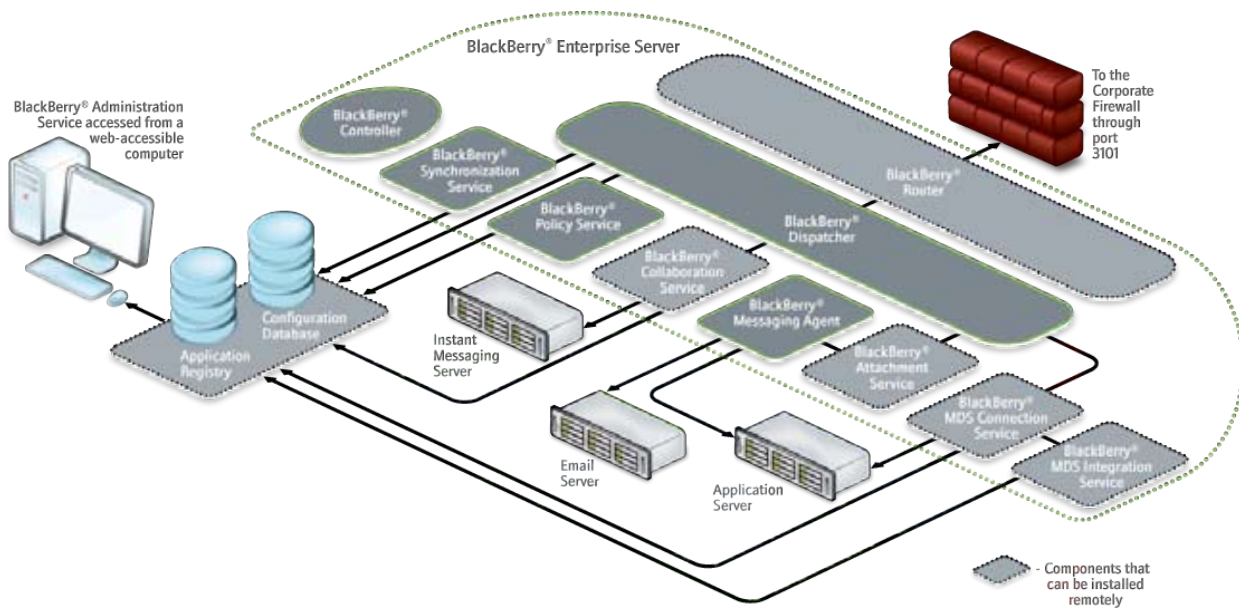 BlackBerry® Enterprise Server
To the
Corporate
Firewall
through
port
3101
BlackBerry® Administration
Service accessed from a
web-accessible
computer
BlackBerry®
Controller
BlackBerry®
Synchronization
Service
BlackBerry®
Policy Service
BlackBerry®
Collaboration
Service
BlackBerry®
Messaging Agent
BlackBerry®
Attachment
Service
BlackBerry®
MDS Connection
Service
BlackBerry®
MDS Integration
Service
BlackBerry®
Dispatcher
BlackBerry®
Router
Configuration
Database
Application
Registry
Instant
Messaging
Server
Email
Server
Application
Server
- Components that
can be installed
remotely